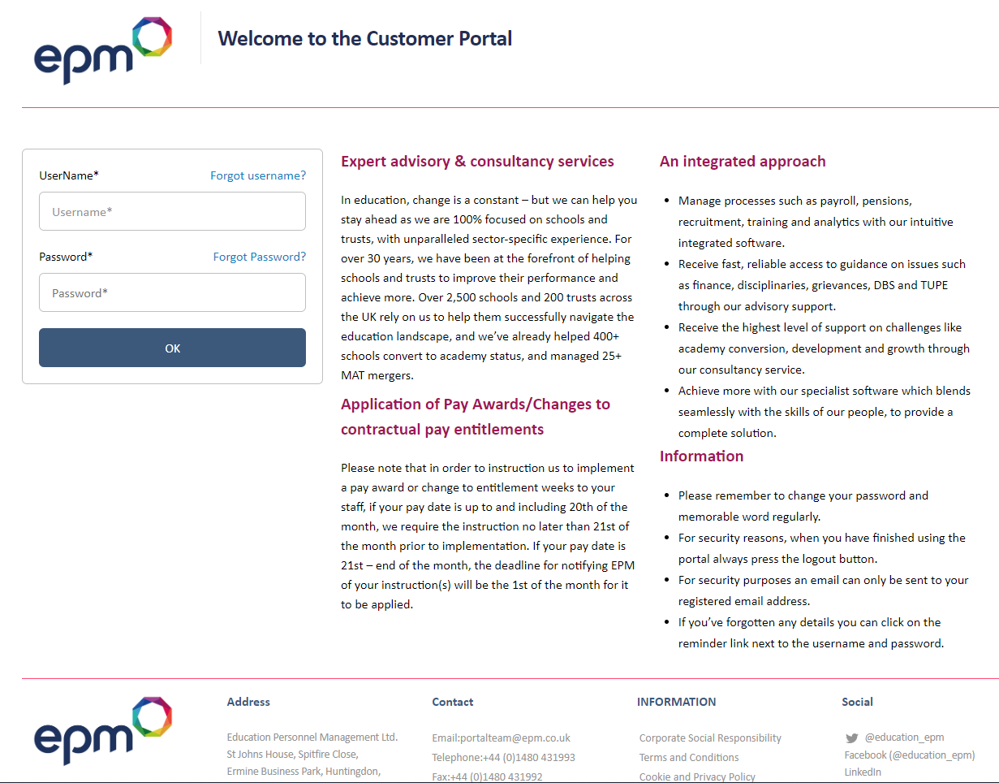 epm
Welcome to the Customer Portal
UserName*
Forgot username?
Username*
Password*
Forgot Password?
Password*
OK
Expert advisory & consultancy services
In education, change is a constant – but we can help you
stay ahead as we are 100% focused on schools and
trusts, with unparalleled sector-specific experience. For
over 30 years, we have been at the forefront of helping
schools and trusts to improve their performance and
achieve more. Over 2,500 schools and 200 trusts across
the UK rely on us to help them successfully navigate the
education landscape, and we’ve already helped 400+
schools convert to academy status, and managed 25+
MAT mergers.
Application of Pay Awards/Changes to
contractual pay entitlements
Please note that in order to instruction us to implement
a pay award or change to entitlement weeks to your
staff, if your pay date is up to and including 20th of the
month, we require the instruction no later than 21st of
the month prior to implementation. If your pay date is
21st – end of the month, the deadline for notifying EPM
of your instruction(s) will be the 1st of the month for it
to be applied.
An integrated approach
• Manage processes such as payroll, pensions,
recruitment, training and analytics with our intuitive
integrated software.
• Receive fast, reliable access to guidance on issues such
as finance, disciplinaries, grievances, DBS and TUPE
through our advisory support.
• Receive the highest level of support on challenges like
academy conversion, development and growth through
our consultancy service.
• Achieve more with our specialist software which blends
seamlessly with the skills of our people, to provide a
complete solution.
Information
• Please remember to change your password and
memorable word regularly.
• For security reasons, when you have finished using the
portal always press the logout button.
• For security purposes an email can only be sent to your
registered email address.
• If you’ve forgotten any details you can click on the
reminder link next to the username and password.
epm
Address
Education Personnel Management Ltd.
St Johns House, Spitfire Close,
Ermine Business Park, Huntingdon,
Contact
Email:portalteam@epm.co.uk
Telephone:+44 (0)1480 431993
Fax:+44 (0)1480 431992
INFORMATION
Corporate Social Responsibility
Terms and Conditions
Cookie and Privacy Policy
Social
@education_epm
Facebook (@education_epm)
LinkedIn